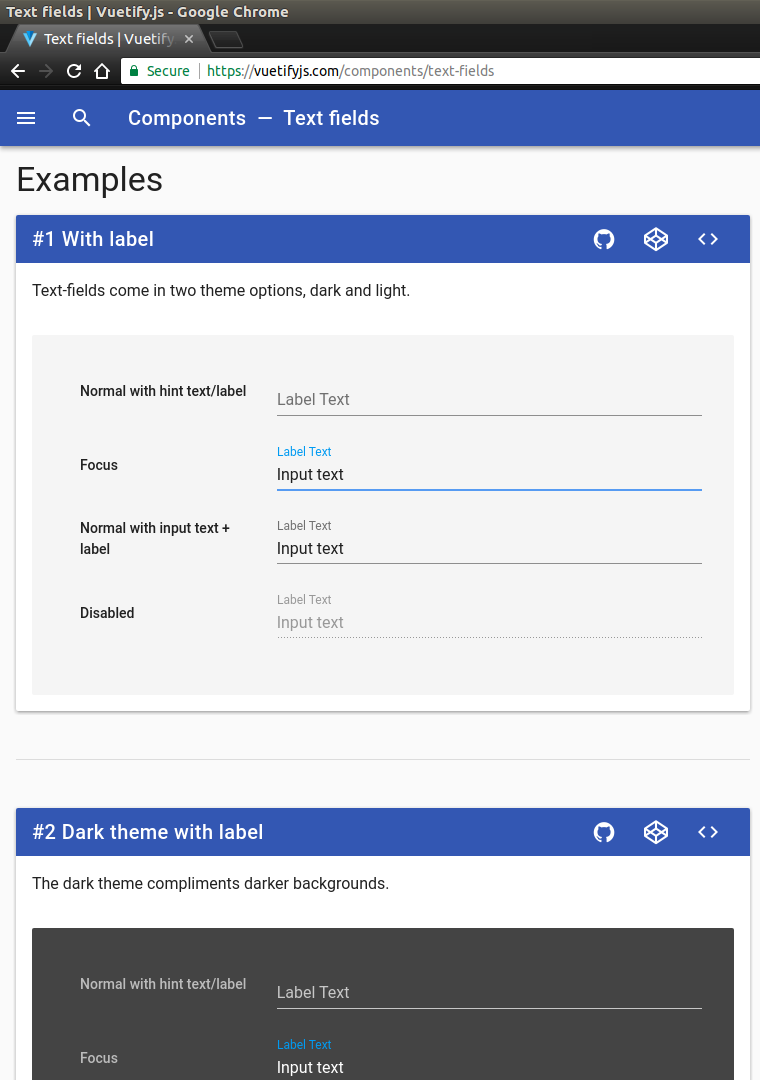 Text fields | Vuetify.js - Google Chrome
Text fields | Vuetify
Secure https://vuetifyjs.com/components/text-fields
Components — Text fields
Examples
#1 With label
Text-fields come in two theme options, dark and light.
Normal with hint text/label
Label Text
Label Text
Focus
Input text
Label Text
Normal with input text +
label
Input text
Label Text
Disabled
Input text
#2 Dark theme with label
The dark theme compliments darker backgrounds.
Normal with hint text/label
Label Text
Label Text
Focus
Input text